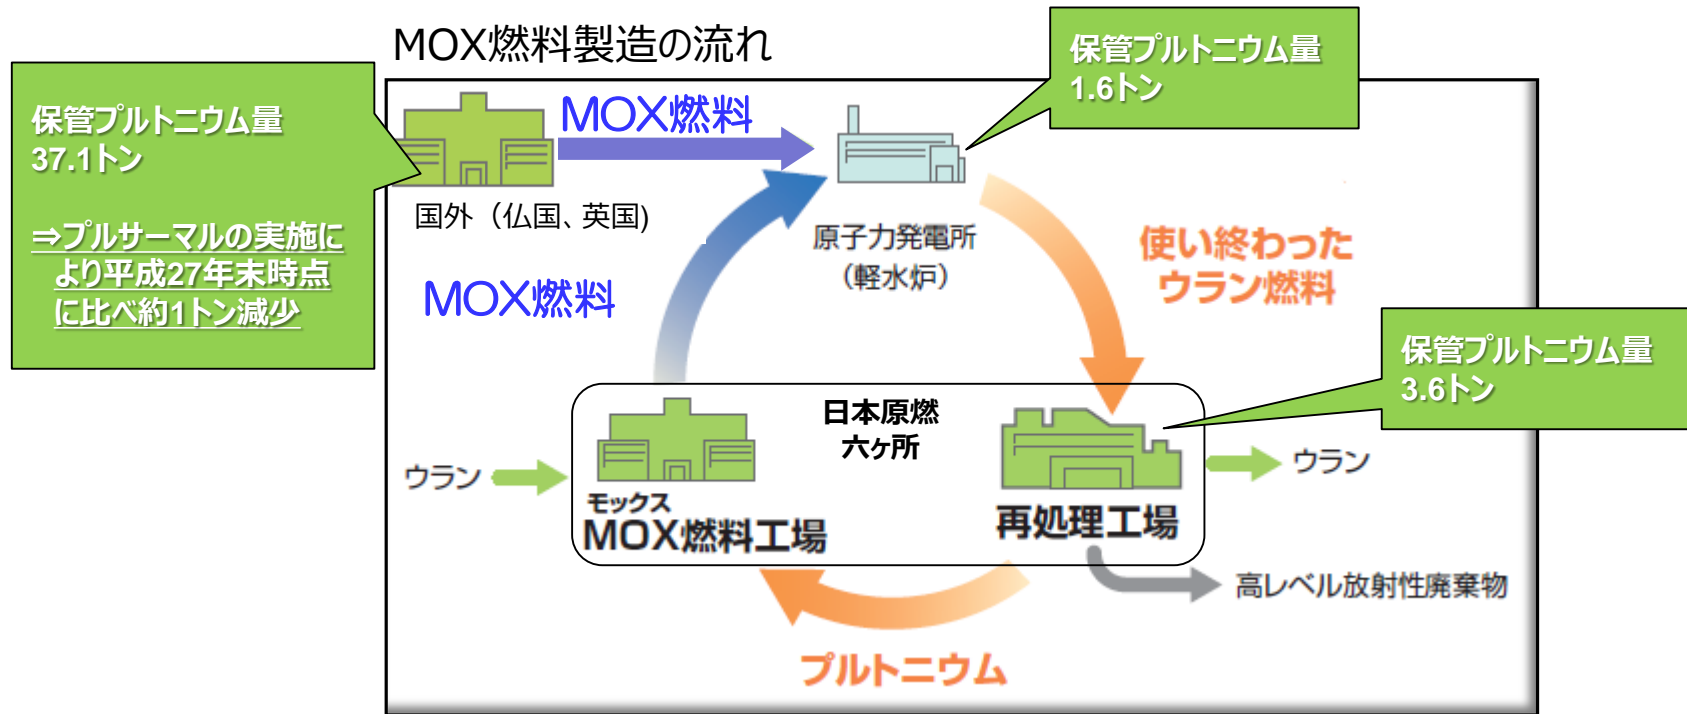 MOX燃料製造の流れ
保管プルトニウム量
37.1トン
⇒プルサーマルの実施に
より平成27年末時点
に比べ約1トン減少
MOX燃料
国外（仏国、英国)
保管プルトニウム量
1.6トン
原子力発電所
（軽水炉）
MOX燃料
使い終わった
ウラン燃料
保管プルトニウム量
3.6トン
日本原燃
六ヶ所
ウラン
モックス
MOX燃料工場
再処理工場
ウラン
高レベル放射性廃棄物
プルトニウム